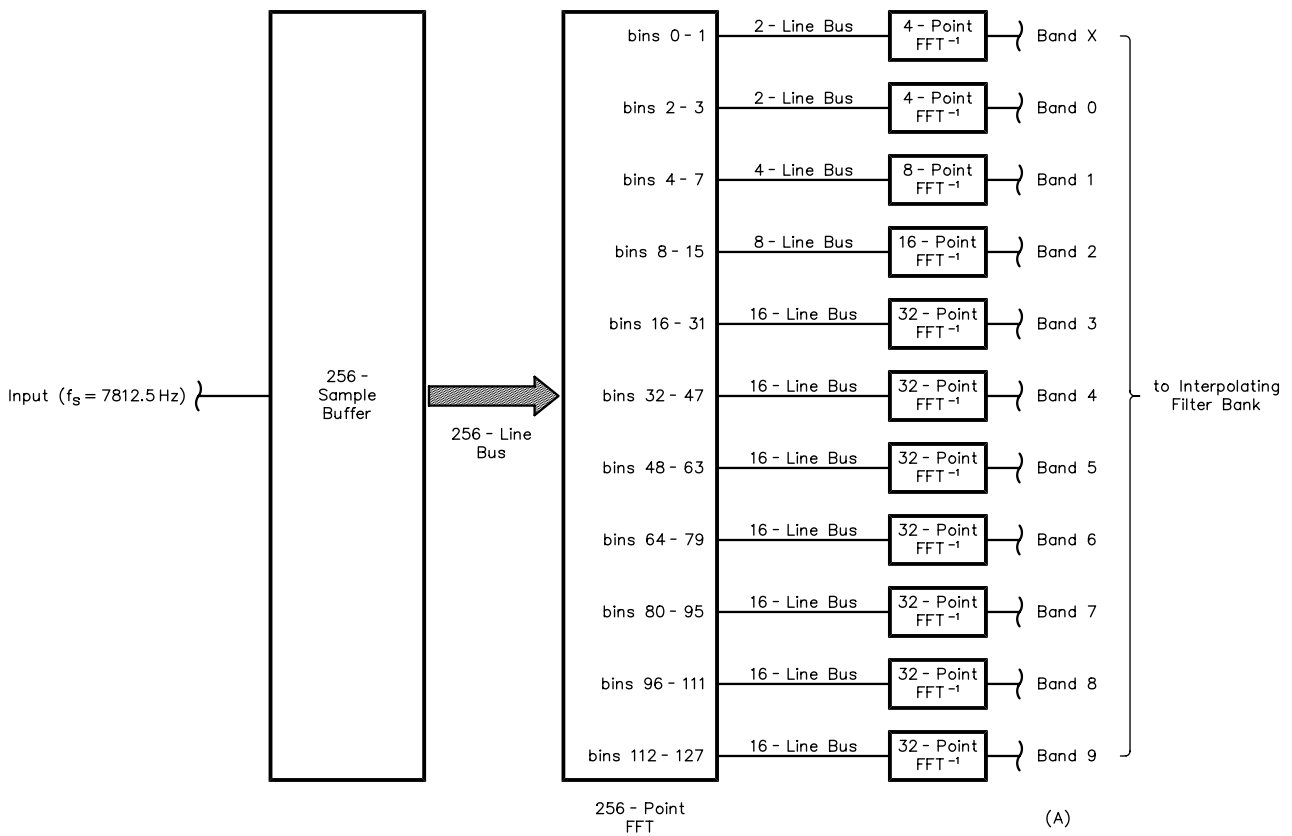 bins 0 - 1
2 - Line Bus
4 - Point
FFT⁻¹
Band X
bins 2 - 3
2 - Line Bus
4 - Point
FFT⁻¹
Band 0
bins 4 - 7
4 - Line Bus
8 - Point
FFT⁻¹
Band 1
bins 8 - 15
8 - Line Bus
16 - Point
FFT⁻¹
Band 2
bins 16 - 31
16 - Line Bus
32 - Point
FFT⁻¹
Band 3
Input (fs = 7812.5 Hz)
256 -
Sample
Buffer
256 - Line
Bus
bins 32 - 47
16 - Line Bus
32 - Point
FFT⁻¹
Band 4
to Interpolating
Filter Bank
bins 48 - 63
16 - Line Bus
32 - Point
FFT⁻¹
Band 5
bins 64 - 79
16 - Line Bus
32 - Point
FFT⁻¹
Band 6
bins 80 - 95
16 - Line Bus
32 - Point
FFT⁻¹
Band 7
bins 96 - 111
16 - Line Bus
32 - Point
FFT⁻¹
Band 8
bins 112 - 127
16 - Line Bus
32 - Point
FFT⁻¹
Band 9
256 - Point
FFT
(A)